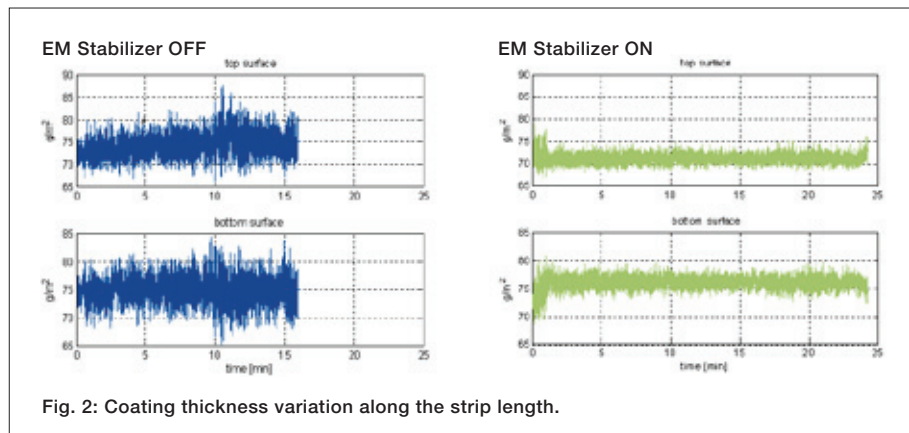 EM Stabilizer OFF
top surface
90
85
80
75
70
65
g/m²
0 5 10 15 20 25
bottom surface
85
80
75
70
65
g/m²
0 5 10 15 20 25
time [min]
EM Stabilizer ON
top surface
90
85
80
75
70
65
g/m²
0 5 10 15 20 25
bottom surface
85
80
75
70
65
g/m²
0 5 10 15 20 25
time [min]
Fig. 2: Coating thickness variation along the strip length.